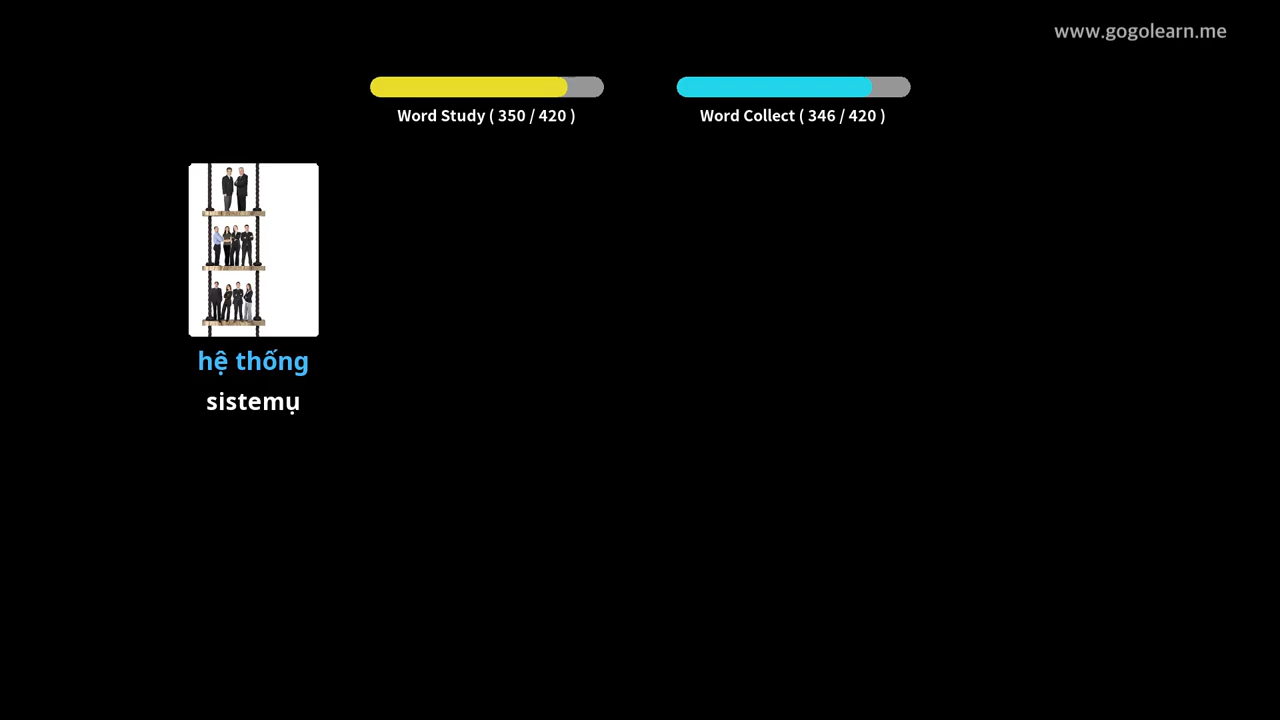 www.gogolearn.me
Word Study ( 350 / 420 )
Word Collect ( 346 / 420 )
hệ thống
sistemụ